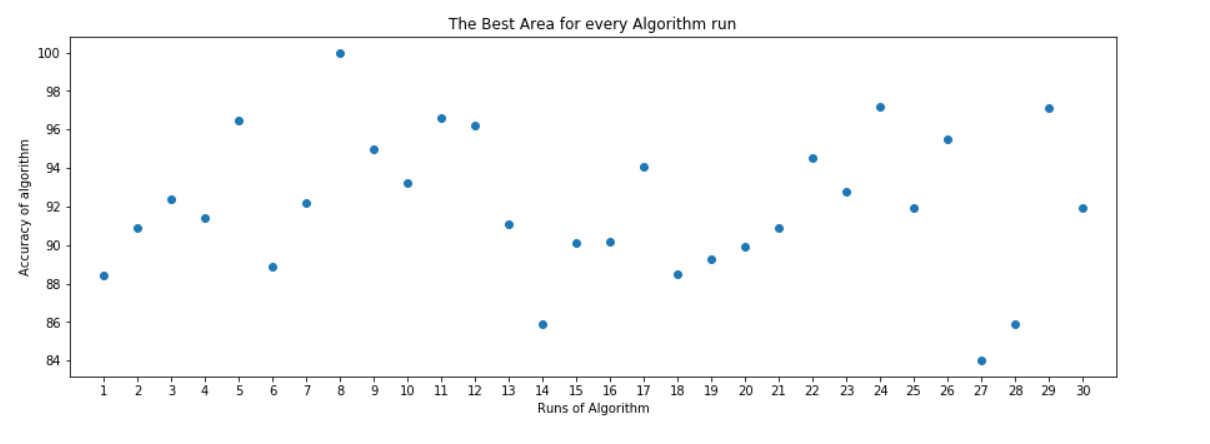 The Best Area for every Algorithm run
Accuracy of algorithm
100
98
96
94
92
90
88
86
84
1 2 3 4 5 6 7 8 9 10 11 12 13 14 15 16 17 18 19 20 21 22 23 24 25 26 27 28 29 30
Runs of Algorithm